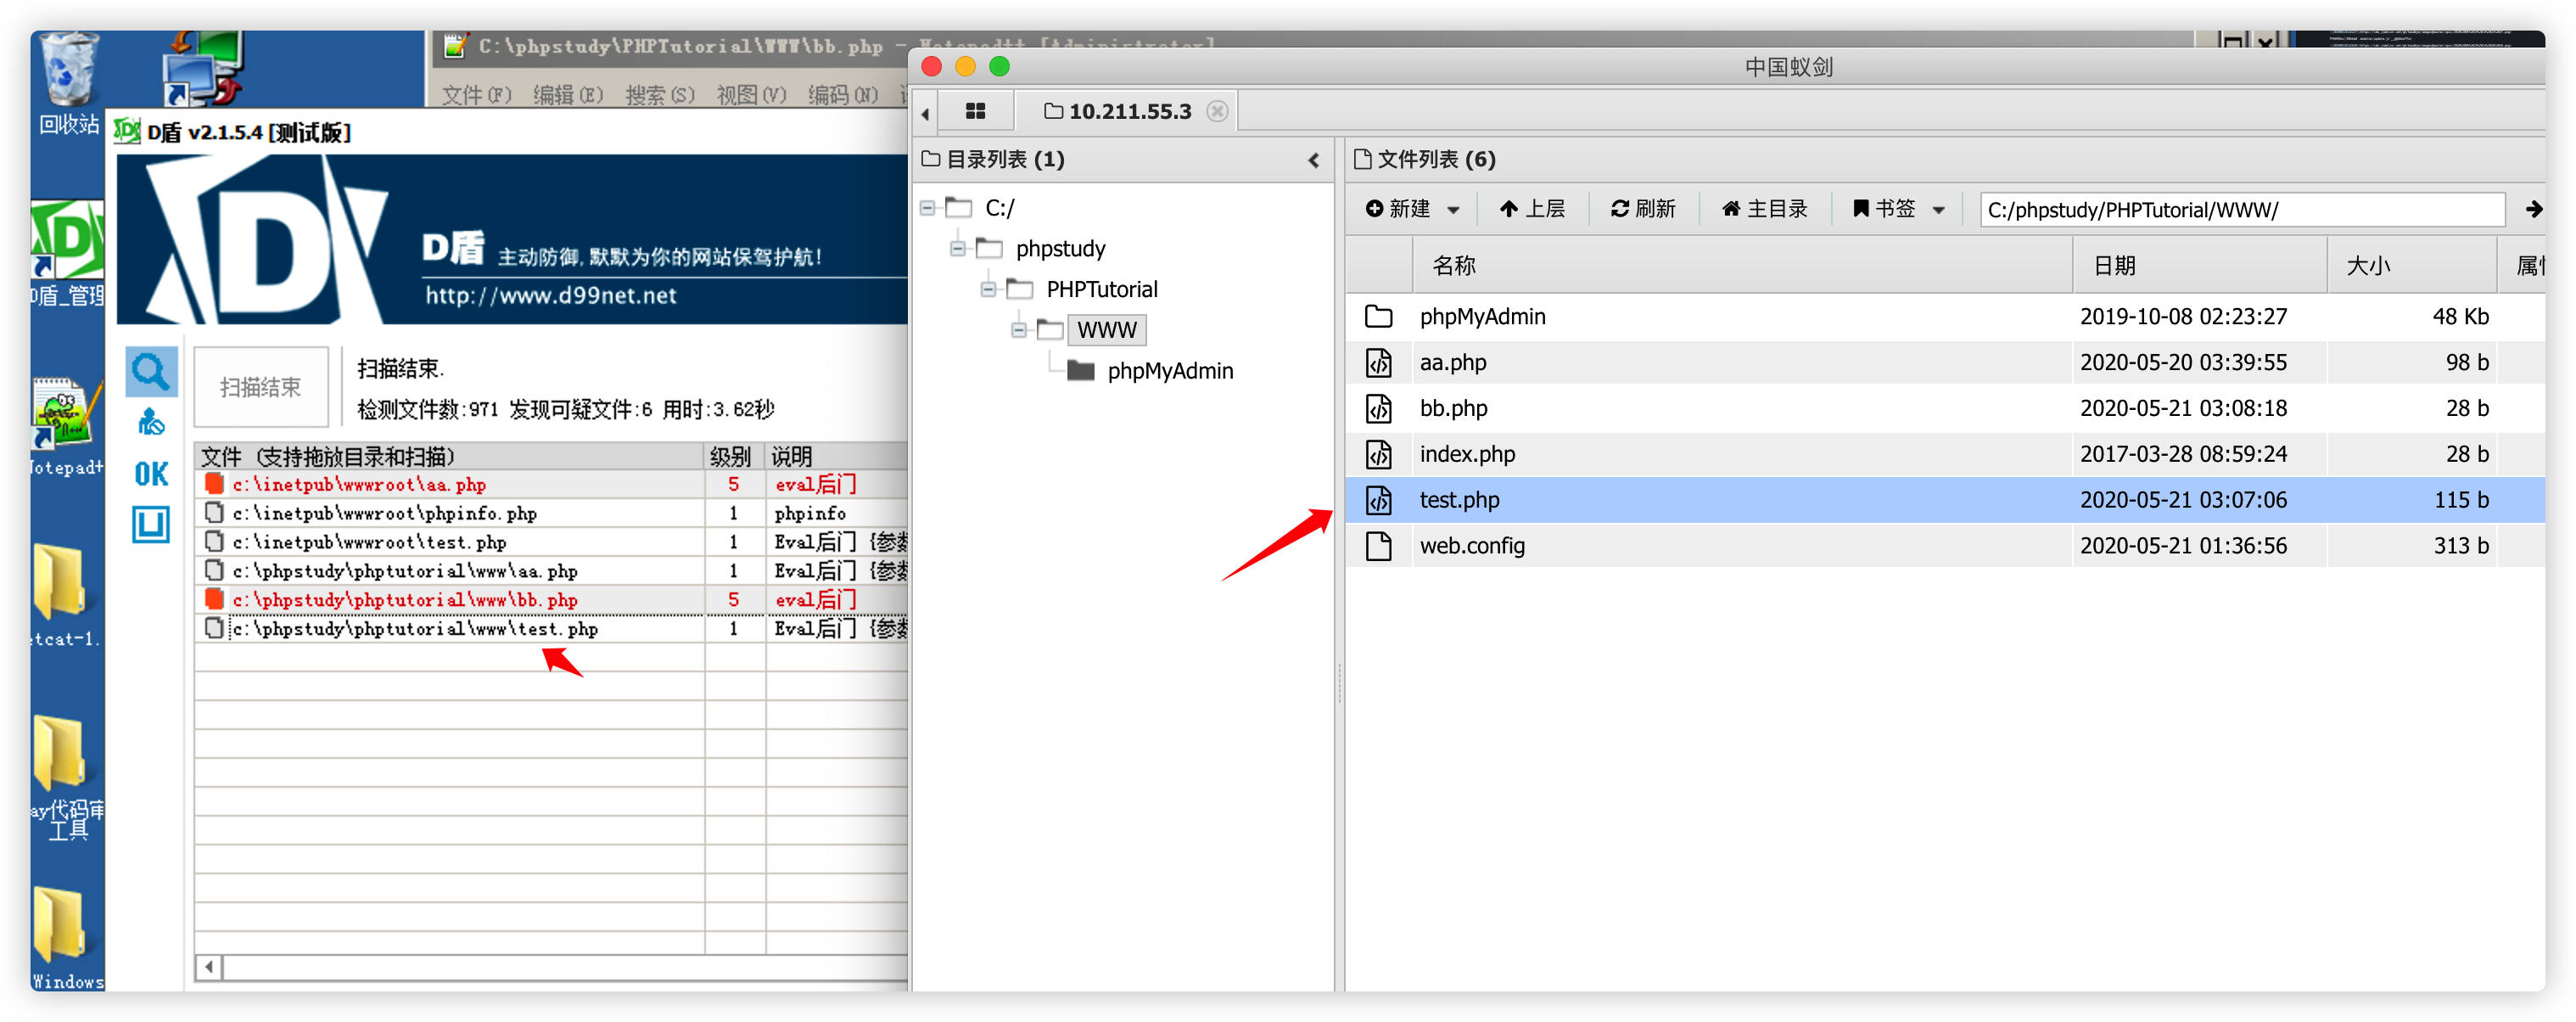 C:\phpstudy\PHPTutorial\WWW\bb.php - Notepad++ [Administrator]
文件(F) 编辑(E) 搜索(S) 视图(V) 编码(N)
回收站
D盾_管理
Notepad+
etcat-1.
ay代码审
工具
Windows
D盾 v2.1.5.4 [测试版]
D盾 主动防御,默默为你的网站保驾护航!
http://www.d99net.net
扫描结束
扫描结束.
检测文件数:971 发现可疑文件:6 用时:3.62秒
OK
文件 (支持拖放目录和扫描) 级别 说明
c:\inetpub\wwwroot\aa.php 5 eval后门
c:\inetpub\wwwroot\phpinfo.php 1 phpinfo
c:\inetpub\wwwroot\test.php 1 Eval后门 {参数
c:\phpstudy\phptutorial\www\aa.php 1 Eval后门 {参数
c:\phpstudy\phptutorial\www\bb.php 5 eval后门
c:\phpstudy\phptutorial\www\test.php 1 Eval后门 {参数
中国蚁剑
10.211.55.3
目录列表 (1)
C:/
phpstudy
PHPTutorial
WWW
phpMyAdmin
文件列表 (6)
新建 上层 刷新 主目录 书签 C:/phpstudy/PHPTutorial/WWW/
名称 日期 大小 属性
phpMyAdmin 2019-10-08 02:23:27 48 Kb
aa.php 2020-05-20 03:39:55 98 b
bb.php 2020-05-21 03:08:18 28 b
index.php 2017-03-28 08:59:24 28 b
test.php 2020-05-21 03:07:06 115 b
web.config 2020-05-21 01:36:56 313 b